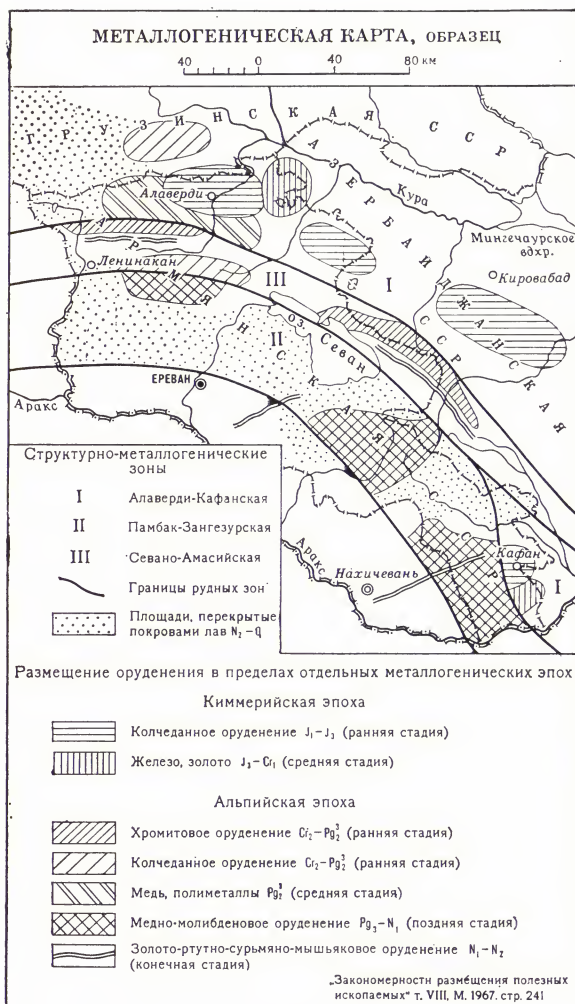 МЕТАЛЛОГЕНИЧЕСКАЯ КАРТА, ОБРАЗЕЦ
40 0 40 80 км
ГРУЗИНСКАЯ ССР
АЗЕРБАЙДЖАНСКАЯ ССР
АРМЯНСКАЯ ССР
Алаверди
Кура
Мингечаурское
вдхр.
Ленинакан
III
I
Кировабад
оз. Севан
II
ЕРЕВАН
Аракс
Кафан
Аракс
Нахичевань
I
Структурно-металлогенические
зоны
I Алаверди-Кафанская
II Памбак-Зангезурская
III Севано-Амасийская
Границы рудных зон
Площади, перекрытые
покровами лав N₂–Q
Размещение оруденения в пределах отдельных металлогенических эпох
Киммерийская эпоха
Колчеданное оруденение J₁–J₃ (ранняя стадия)
Железо, золото J₃–Cr₁ (средняя стадия)
Альпийская эпоха
Хромитовое оруденение Cr₂–Pg₂³ (ранняя стадия)
Колчеданное оруденение Cr₂–Pg₂³ (ранняя стадия)
Медь, полиметаллы Pg₂³ (средняя стадия)
Медно-молибденовое оруденение Pg₃–N₁ (поздняя стадия)
Золото-ртутно-сурьмяно-мышьяковое оруденение N₁–N₂
(конечная стадия)
„Закономерности размещения полезных
ископаемых“ т. VIII, М. 1967. стр. 241